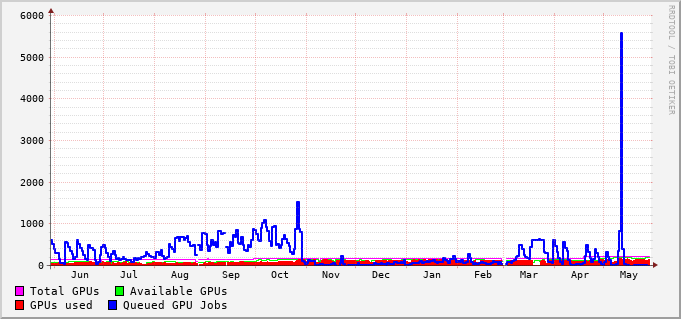 6000
5000
4000
3000
2000
1000
0
Jun Jul Aug Sep Oct Nov Dec Jan Feb Mar Apr May
Total GPUs Available GPUs
GPUs used Queued GPU Jobs
RRDTOOL / TOBI OETIKER